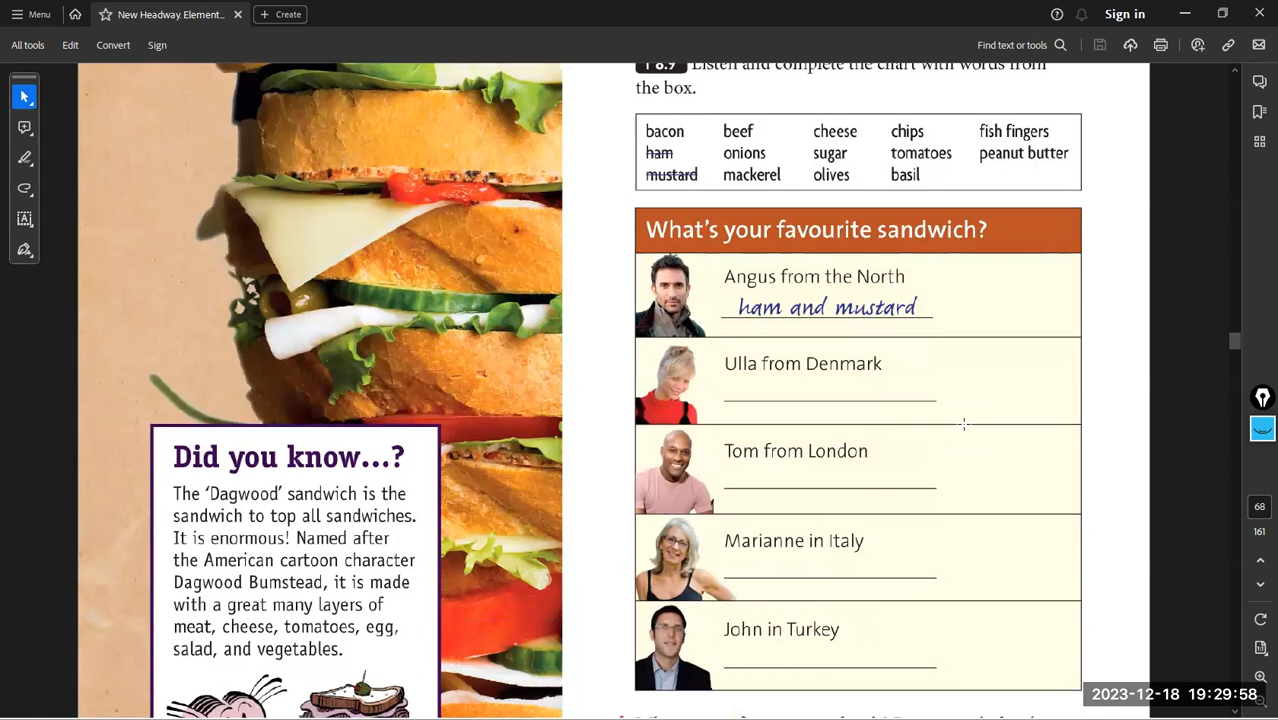 Menu
New Headway. Element...
Create
Sign in
All tools
Edit
Convert
Sign
Find text or tools
T 6.9 Listen and complete the chart with words from
the box.
bacon beef cheese chips fish fingers
ham onions sugar tomatoes peanut butter
mustard mackerel olives basil
What's your favourite sandwich?
Angus from the North
ham and mustard
Ulla from Denmark
Tom from London
Marianne in Italy
John in Turkey
Did you know...?
The 'Dagwood' sandwich is the
sandwich to top all sandwiches.
It is enormous! Named after
the American cartoon character
Dagwood Bumstead, it is made
with a great many layers of
meat, cheese, tomatoes, egg,
salad, and vegetables.
68
161
2023-12-18 19:29:58